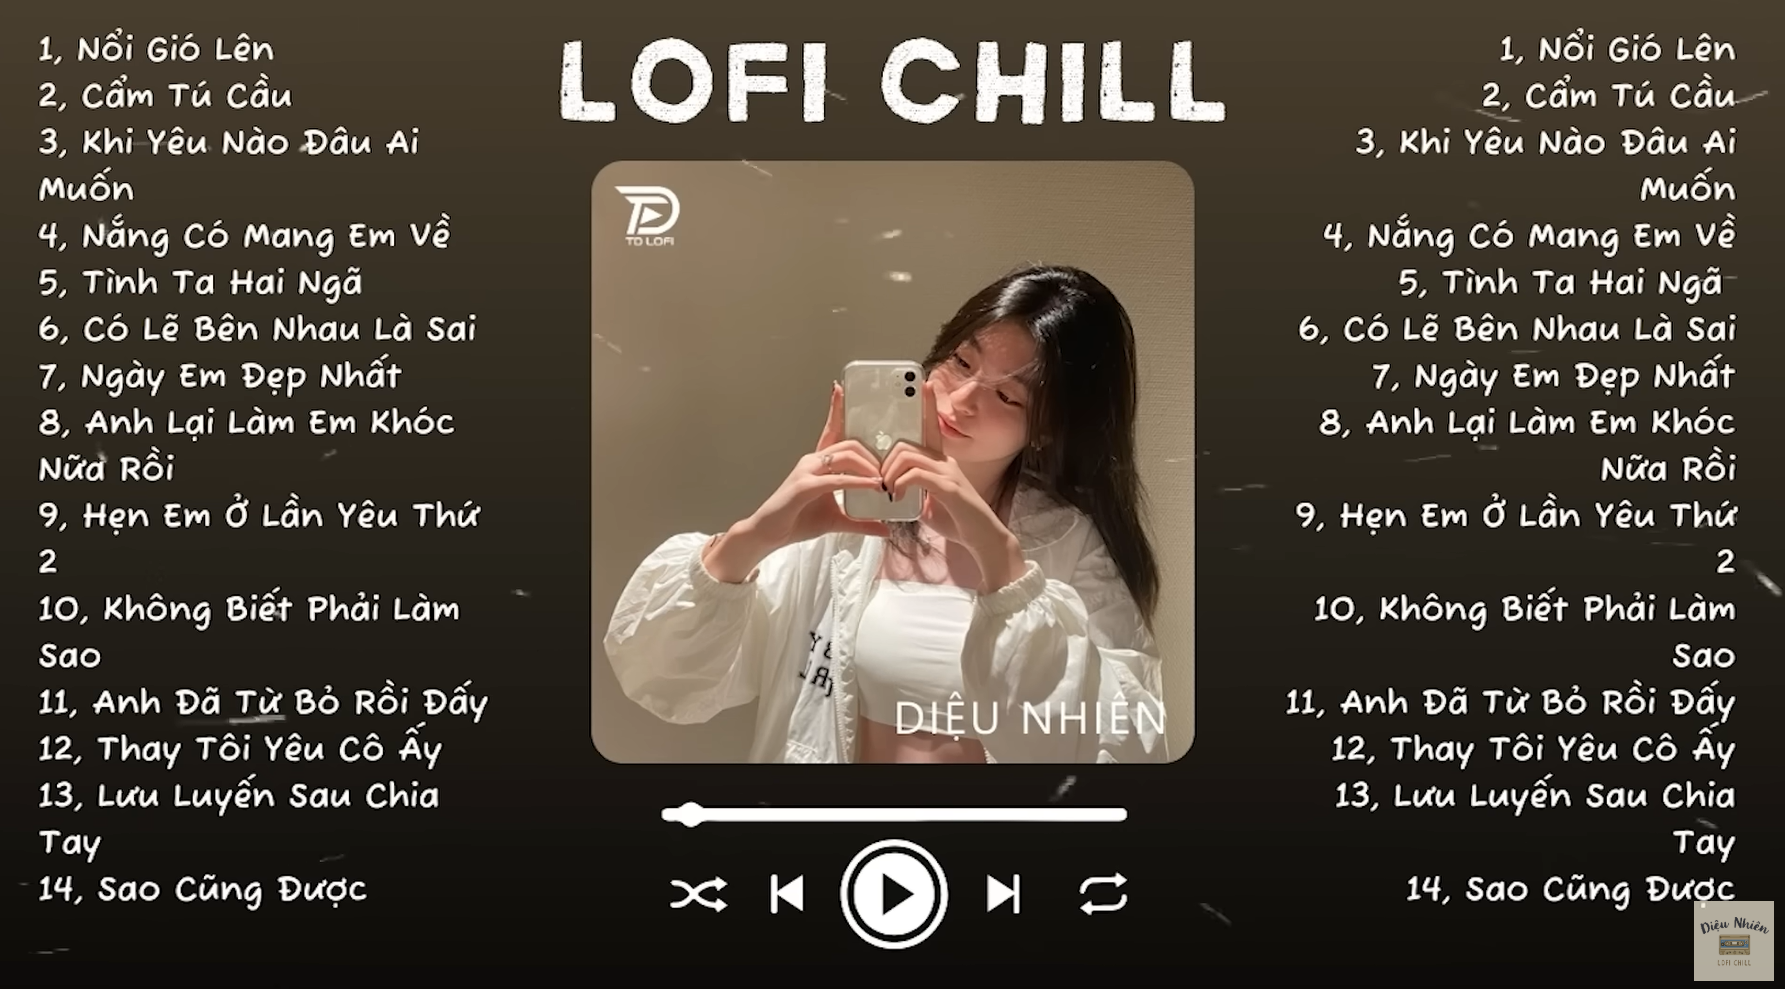 1, Nổi Gió Lên
2, Cẩm Tú Cầu
3, Khi Yêu Nào Đâu Ai
Muốn
4, Nắng Có Mang Em Về
5, Tình Ta Hai Ngã
6, Có Lẽ Bên Nhau Là Sai
7, Ngày Em Đẹp Nhất
8, Anh Lại Làm Em Khóc
Nữa Rồi
9, Hẹn Em Ở Lần Yêu Thứ
2
10, Không Biết Phải Làm
Sao
11, Anh Đã Từ Bỏ Rồi Đấy
12, Thay Tôi Yêu Cô Ấy
13, Lưu Luyến Sau Chia
Tay
14, Sao Cũng Được
LOFI CHILL
TD LOFI
DIỆU NHIÊN
1, Nổi Gió Lên
2, Cẩm Tú Cầu
3, Khi Yêu Nào Đâu Ai
Muốn
4, Nắng Có Mang Em Về
5, Tình Ta Hai Ngã
6, Có Lẽ Bên Nhau Là Sai
7, Ngày Em Đẹp Nhất
8, Anh Lại Làm Em Khóc
Nữa Rồi
9, Hẹn Em Ở Lần Yêu Thứ
2
10, Không Biết Phải Làm
Sao
11, Anh Đã Từ Bỏ Rồi Đấy
12, Thay Tôi Yêu Cô Ấy
13, Lưu Luyến Sau Chia
Tay
14, Sao Cũng Được
Diệu Nhiên
LOFI CHILL